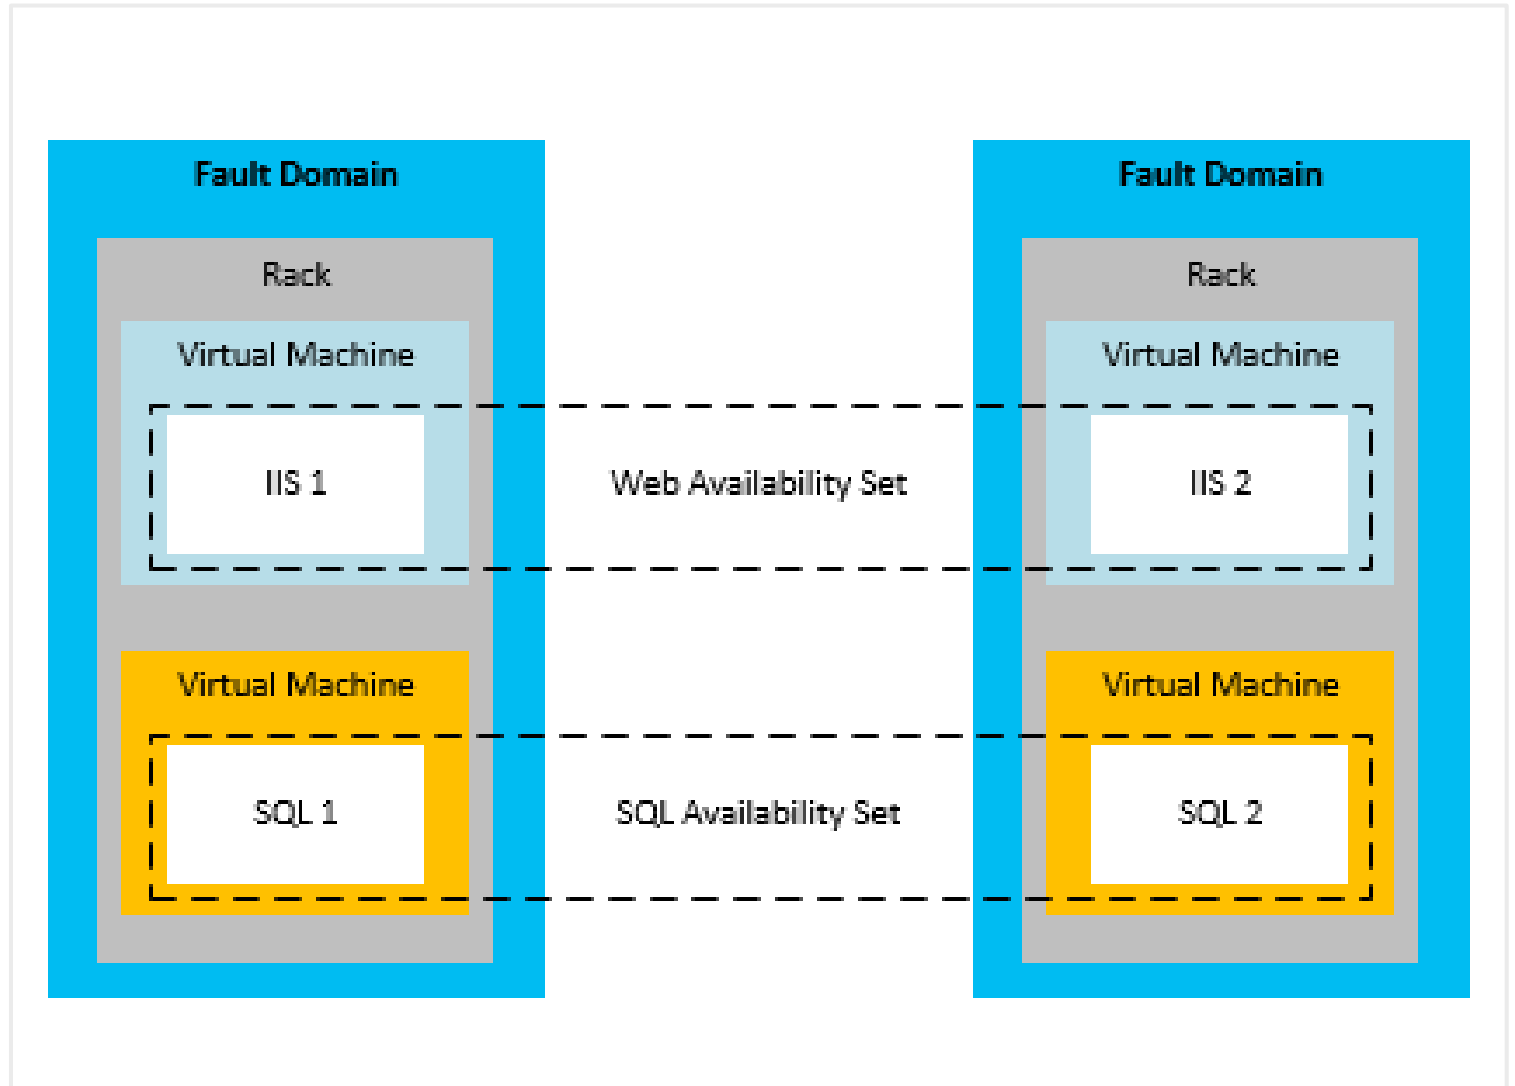 Fault Domain
Rack
Virtual Machine
IIS 1
Virtual Machine
SQL 1
Web Availability Set
SQL Availability Set
Fault Domain
Rack
Virtual Machine
IIS 2
Virtual Machine
SQL 2